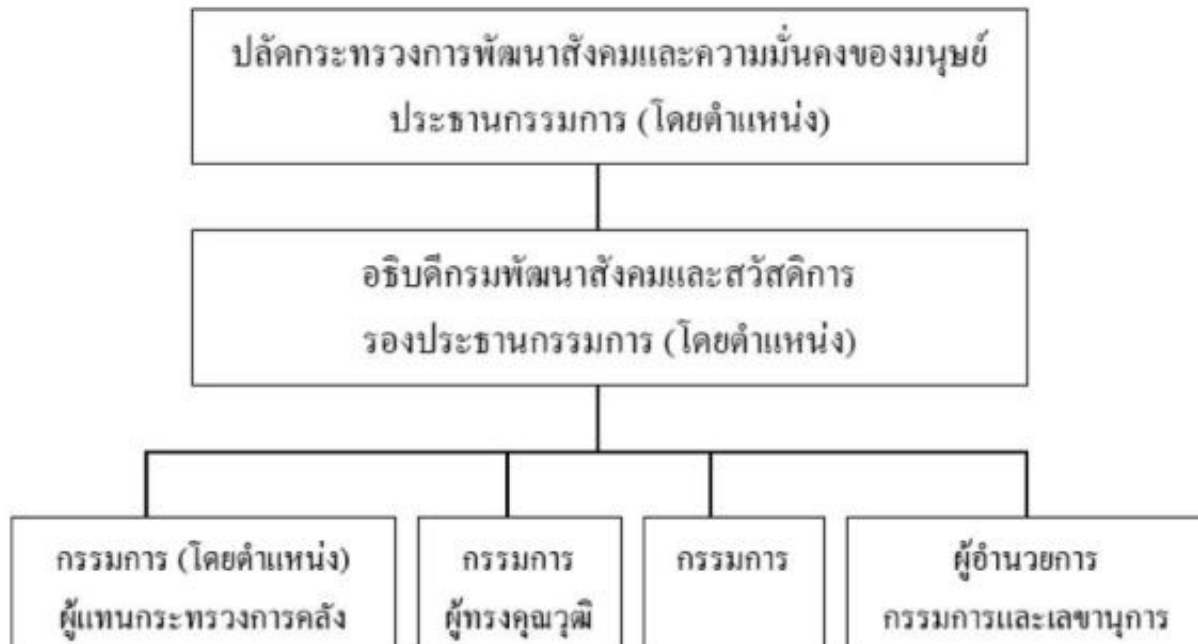 ปลัดกระทรวงการพัฒนาสังคมและความมั่นคงของมนุษย์
ประธานกรรมการ (โดยตำแหน่ง)
อธิบดีกรมพัฒนาสังคมและสวัสดิการ
รองประธานกรรมการ (โดยตำแหน่ง)
กรรมการ (โดยตำแหน่ง)
ผู้แทนกระทรวงการคลัง
กรรมการ
ผู้ทรงคุณวุฒิ
กรรมการ
ผู้อำนวยการ
กรรมการและเลขานุการ